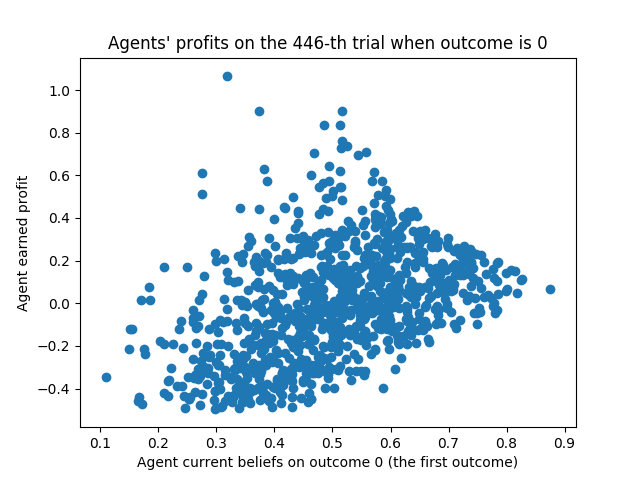 Agents' profits on the 446-th trial when outcome is 0
Agent earned profit
1.0
0.8
0.6
0.4
0.2
0.0
−0.2
−0.4
0.1 0.2 0.3 0.4 0.5 0.6 0.7 0.8 0.9
Agent current beliefs on outcome 0 (the first outcome)